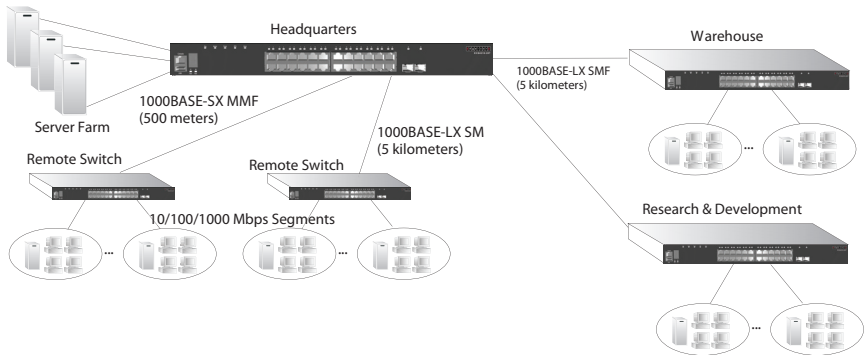 Headquarters
Warehouse
1000BASE-LX SMF
(5 kilometers)
1000BASE-SX MMF
(500 meters)
Server Farm
1000BASE-LX SM
(5 kilometers)
Remote Switch
Remote Switch
...
...
10/100/1000 Mbps Segments
Research & Development
...
...
...